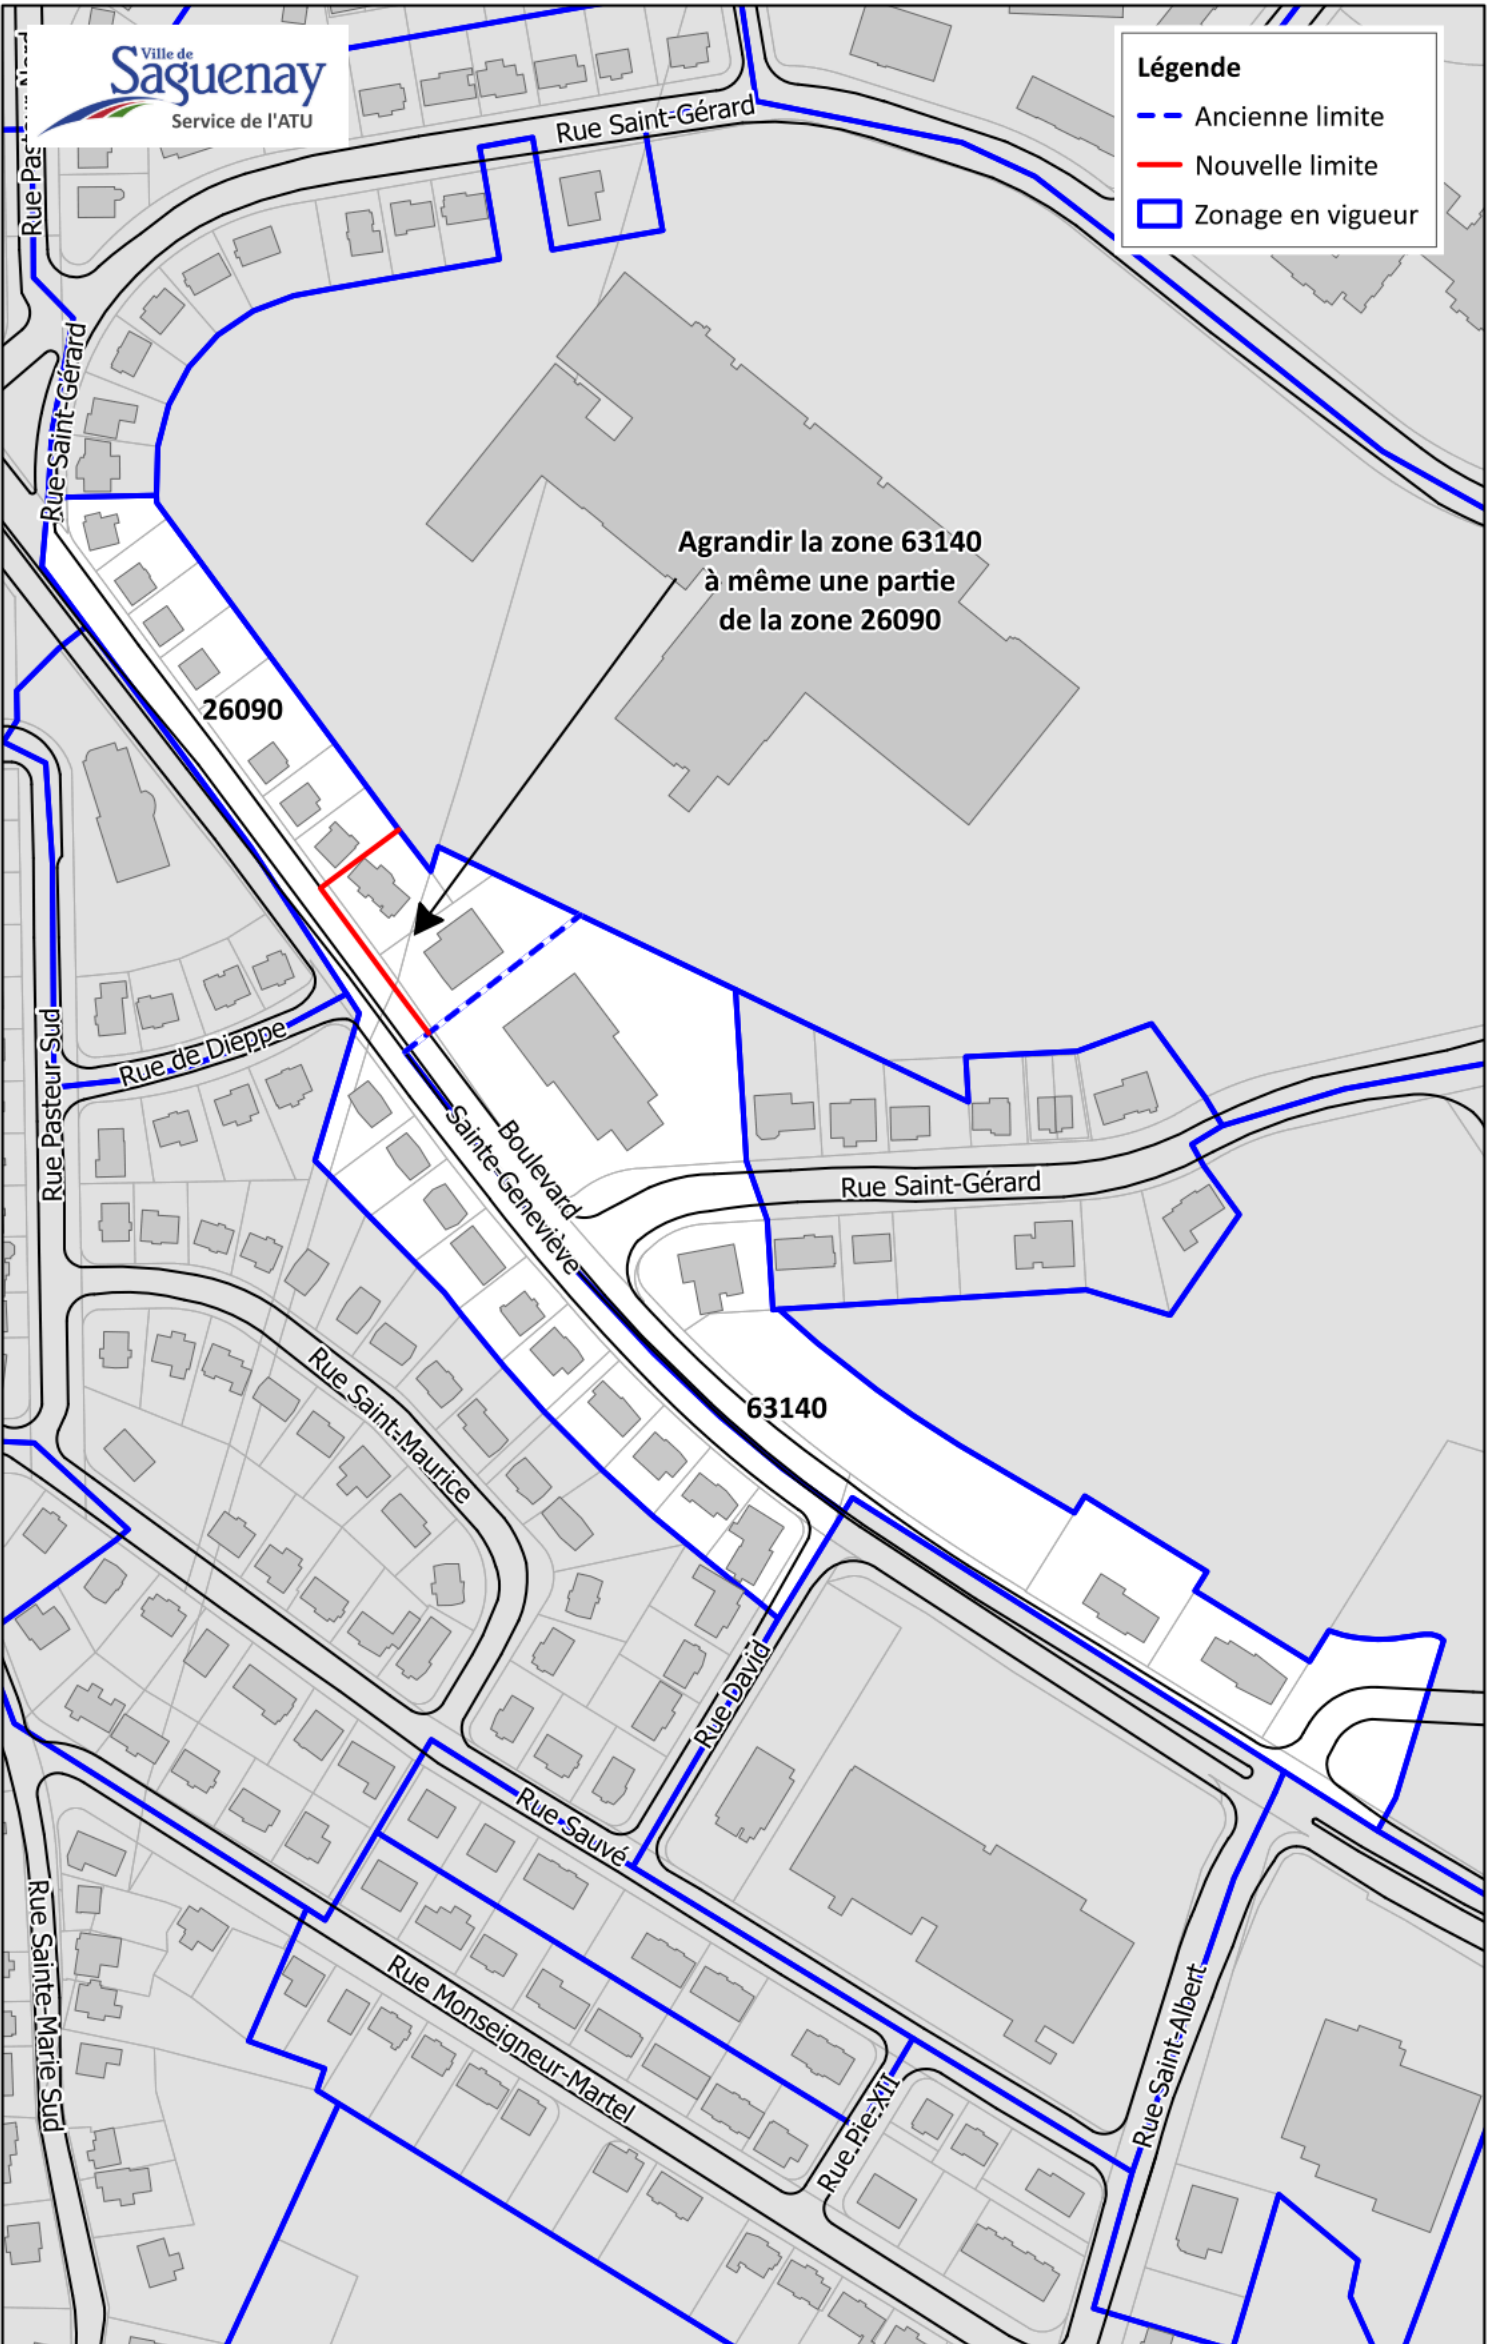 Ville de
Saguenay
Service de l'ATU
Légende
Ancienne limite
Nouvelle limite
Zonage en vigueur
Rue Saint-Gérard
Rue Saint-Gérard
Agrandir la zone 63140
à même une partie
de la zone 26090
26090
Rue de Dieppe
Rue Pasteur Sud
Boulevard
Sainte-Geneviève
Rue Saint-Gérard
Rue Saint-Maurice
63140
Rue David
Rue Sauvé
Rue Sainte-Marie Sud
Rue Monseigneur-Martel
Rue Pie-XII
Rue Saint-Albert